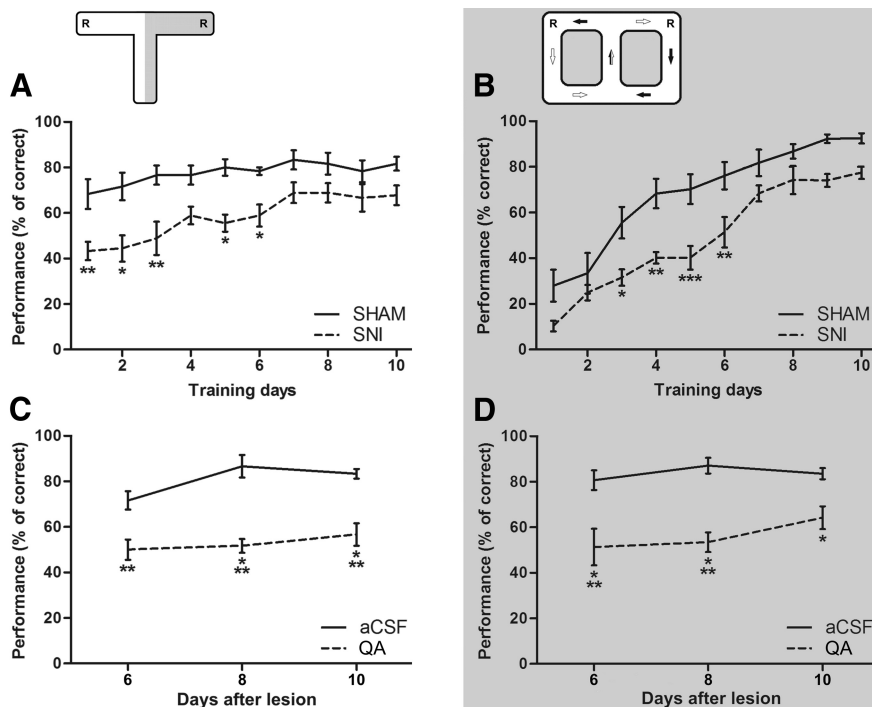 R R
A
Performance (% of correct)
100
80
60
40
20
0
** * ** * *
SHAM
SNI
2 4 6 8 10
Training days
R R
B
Performance (% correct)
100
80
60
40
20
0
* ** *** **
SHAM
SNI
2 4 6 8 10
Training days
C
Performance (% of correct)
100
80
60
40
20
0
* *
** ** **
aCSF
QA
6 8 10
Days after lesion
D
Performance (% of correct)
100
80
60
40
20
0
* * *
** **
aCSF
QA
6 8 10
Days after lesion